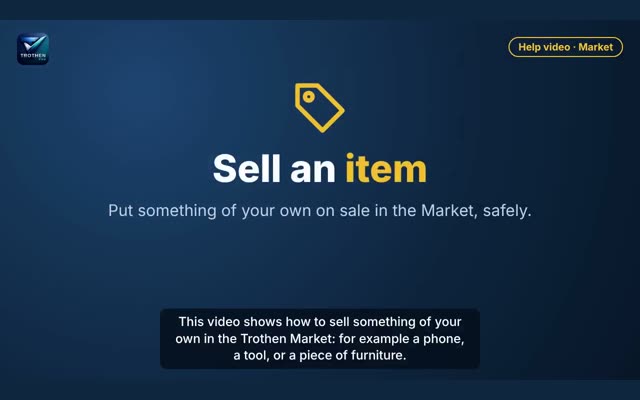 TROTHEN
Help video · Market
Sell an item
Put something of your own on sale in the Market, safely.
This video shows how to sell something of your
own in the Trothen Market: for example a phone,
a tool, or a piece of furniture.